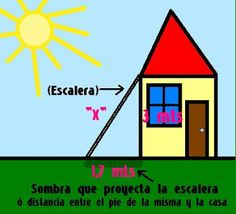 (Escalera)
"X"
3 mts
1,7 mts
Sombra que proyecta la escalera
ó distancia entre el pie de la misma y la casa